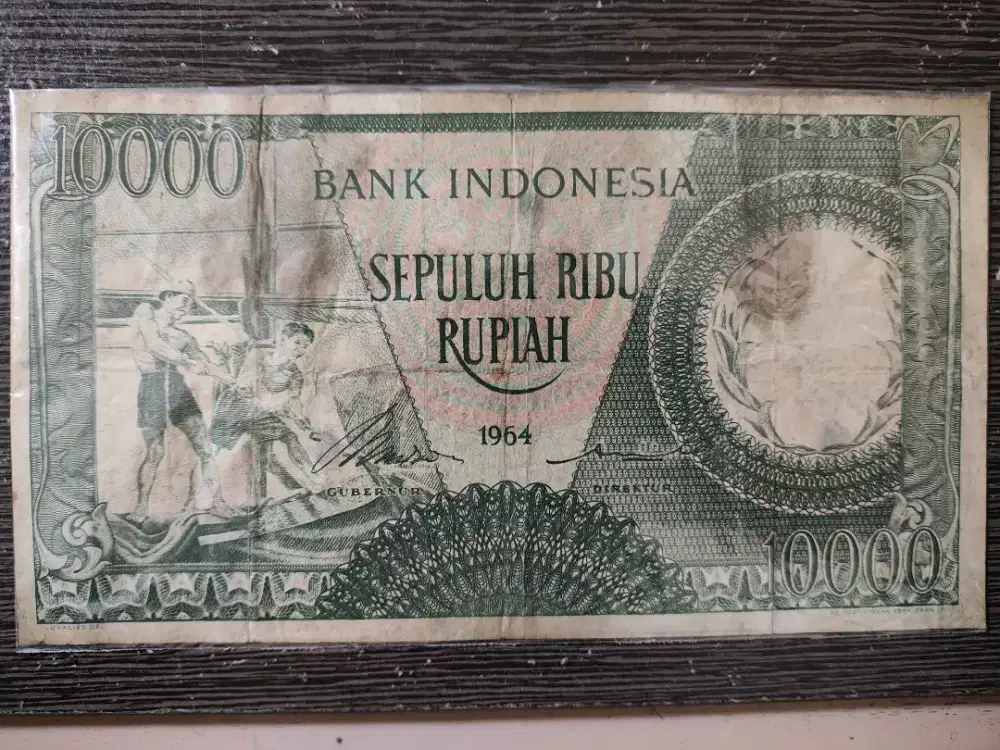 10000
BANK INDONESIA
SEPULUH RIBU
RUPIAH
1964
GUBERNUR
DIREKTUR
10000